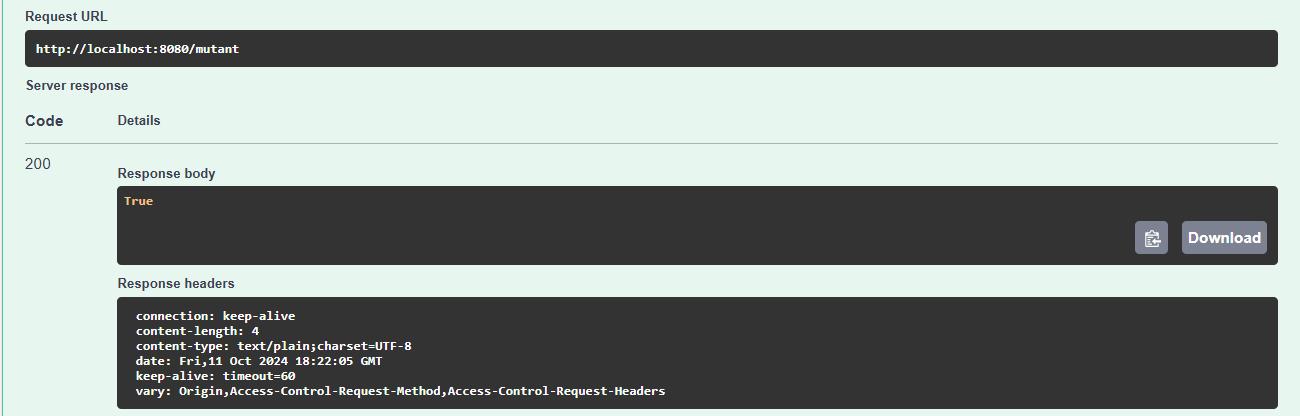 Request URL
http://localhost:8080/mutant
Server response
Code Details
200
Response body
True
Download
Response headers
connection: keep-alive
content-length: 4
content-type: text/plain;charset=UTF-8
date: Fri,11 Oct 2024 18:22:05 GMT
keep-alive: timeout=60
vary: Origin,Access-Control-Request-Method,Access-Control-Request-Headers